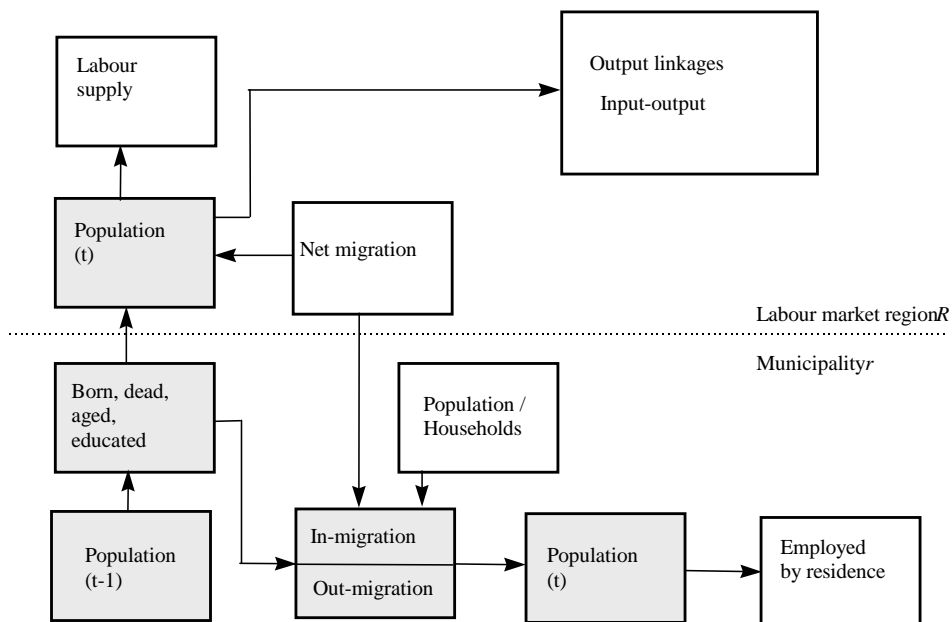 Labour
supply
Output linkages
Input-output
Population
(t)
Net migration
Labour market regionR
Municipalityr
Born, dead,
aged,
educated
Population /
Households
Population
(t-1)
In-migration
Out-migration
Population
(t)
Employed
by residence